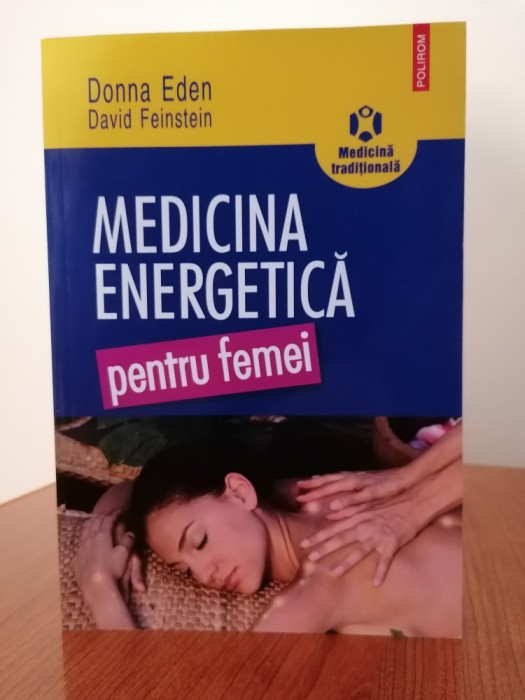 POLIROM
Donna Eden
David Feinstein
Medicină
tradițională
MEDICINA
ENERGETICĂ
pentru femei